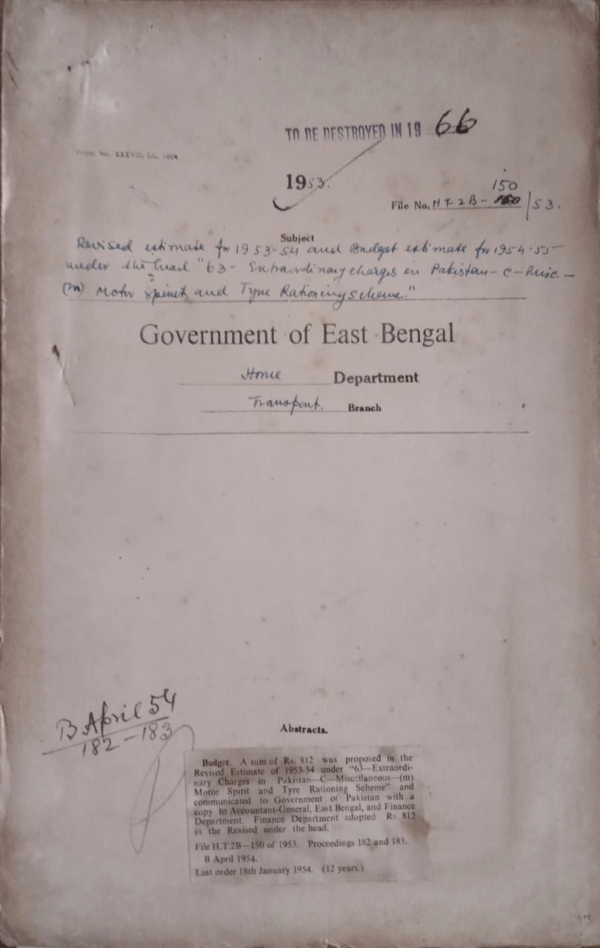 TO BE DESTROYED IN 19 66
1953.
150
File No. HT-2B- /53.
Subject
Revised estimate for 1953-54 and Budget estimate for 1954-55
under the head "63- Extraordinary charges in Pakistan-C-Misc-
(m) Motor Spirit and Tyre Rationing scheme."
Government of East Bengal
Home Department
Transport. Branch
B April 54
182-183
Abstracts.
Budget. A sum of Rs. 812 was proposed in the
Revised Estimate of 1953-54 under "63—Extraordi-
nary Charges in Pakistan—C—Miscellaneous—(m)
Motor Spirit and Tyre Rationing Scheme" and
communicated to Government of Pakistan with a
copy to Accountant-General, East Bengal, and Finance
Department. Finance Department adopted Rs. 812
in the Revised under the head.
File H.T.2B—150 of 1953. Proceedings 182 and 183.
B April 1954.
Last order 18th January 1954. (12 years.)